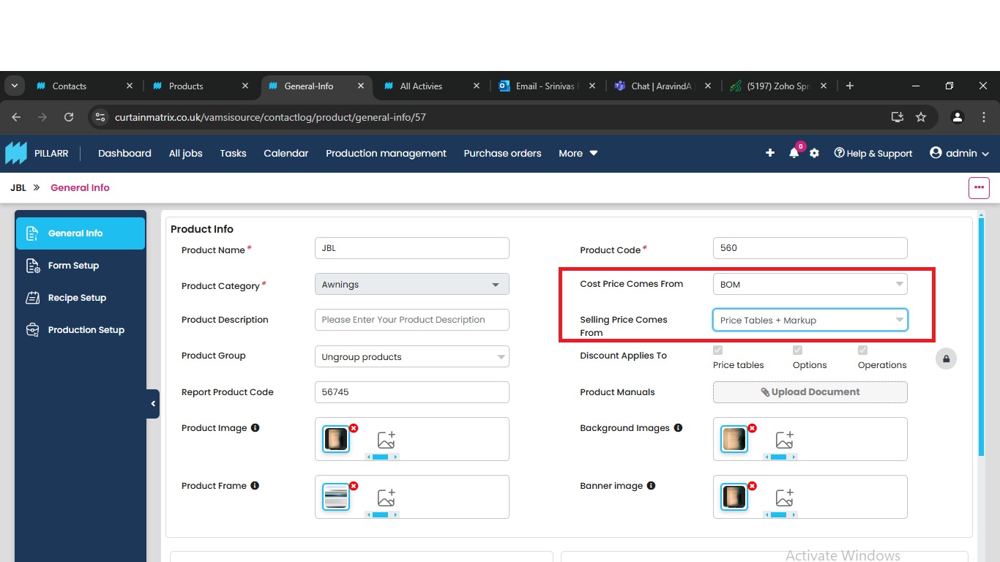 Contacts
Products
General-Info
All Activies
Email - Srinivas
Chat | AravindA
(5197) Zoho Spri
curtainmatrix.co.uk/vamsisource/contactlog/product/general-info/57
PILLARR
Dashboard
All jobs
Tasks
Calendar
Production management
Purchase orders
More
0
Help & Support
admin
JBL » General Info
General Info
Form Setup
Recipe Setup
Production Setup
Product Info
Product Name*
JBL
Product Code*
560
Product Category*
Awnings
Cost Price Comes From
BOM
Product Description
Please Enter Your Product Description
Selling Price Comes
From
Price Tables + Markup
Product Group
Ungroup products
Discount Applies To
Price tables
Options
Operations
Report Product Code
56745
Product Manuals
Upload Document
Product Image
Background Images
Product Frame
Banner image
Activate Windows